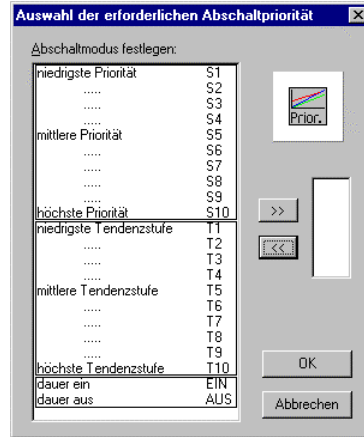 Auswahl der erforderlichen Abschaltpriorität
Abschaltmodus festlegen:
niedrigste Priorität S1
..... S2
..... S3
..... S4
mittlere Priorität S5
..... S6
..... S7
..... S8
..... S9
höchste Priorität S10
niedrigste Tendenzstufe T1
..... T2
..... T3
..... T4
mittlere Tendenzstufe T5
..... T6
..... T7
..... T8
..... T9
höchste Tendenzstufe T10
dauer ein EIN
dauer aus AUS
Prior.
>>
<<
OK
Abbrechen